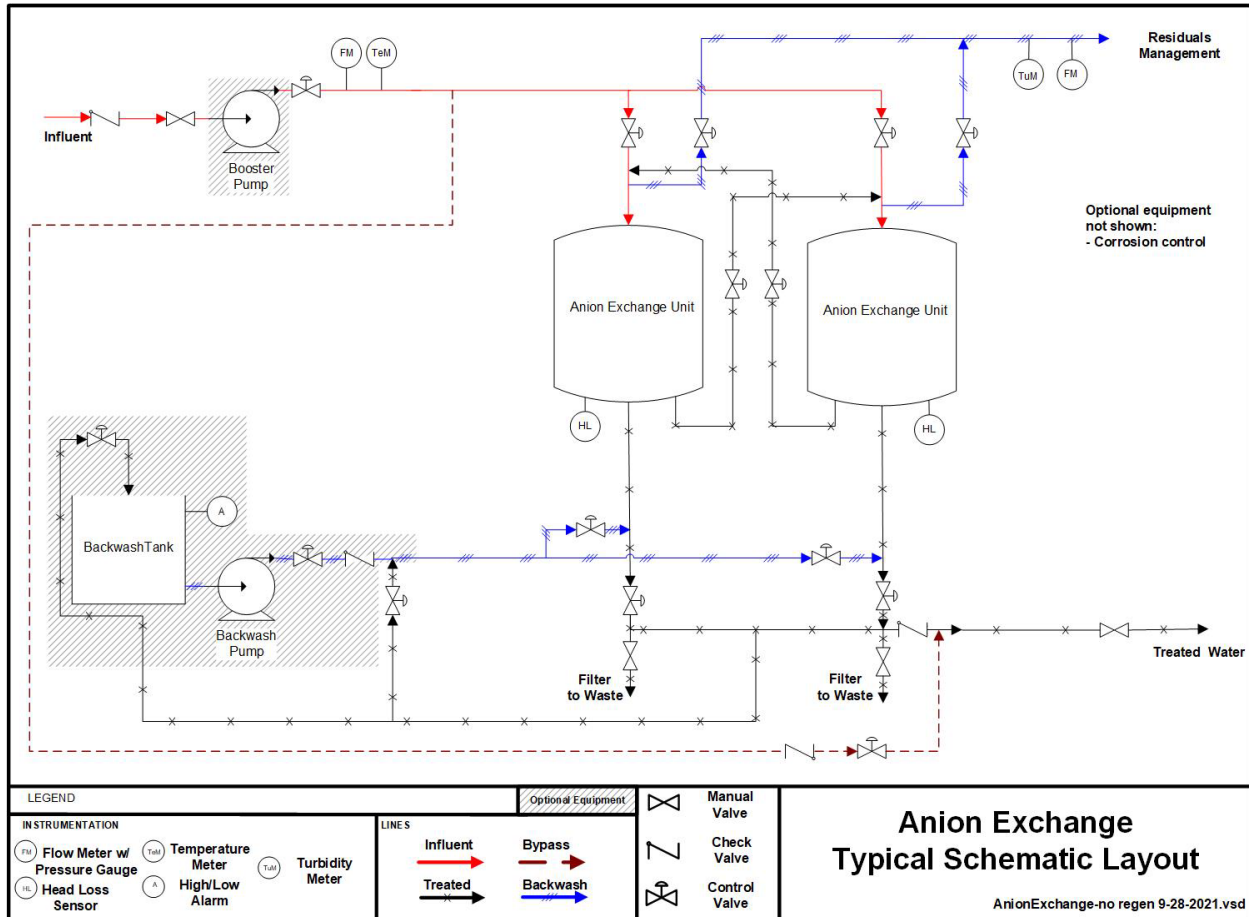 FM
TeM
Residuals
Management
TuM
FM
Influent
Booster
Pump
Optional equipment
not shown:
- Corrosion control
Anion Exchange Unit
Anion Exchange Unit
HL
HL
BackwashTank
A
Backwash
Pump
Filter
to Waste
Filter
to Waste
Treated Water
LEGEND
Optional Equipment
INSTRUMENTATION
FM
Flow Meter w/
Pressure Gauge
TeM
Temperature
Meter
TuM
Turbidity
Meter
HL
Head Loss
Sensor
A
High/Low
Alarm
LINES
Influent
Bypass
Treated
Backwash
Manual
Valve
Check
Valve
Control
Valve
Anion Exchange
Typical Schematic Layout
AnionExchange-no regen 9-28-2021.vsd